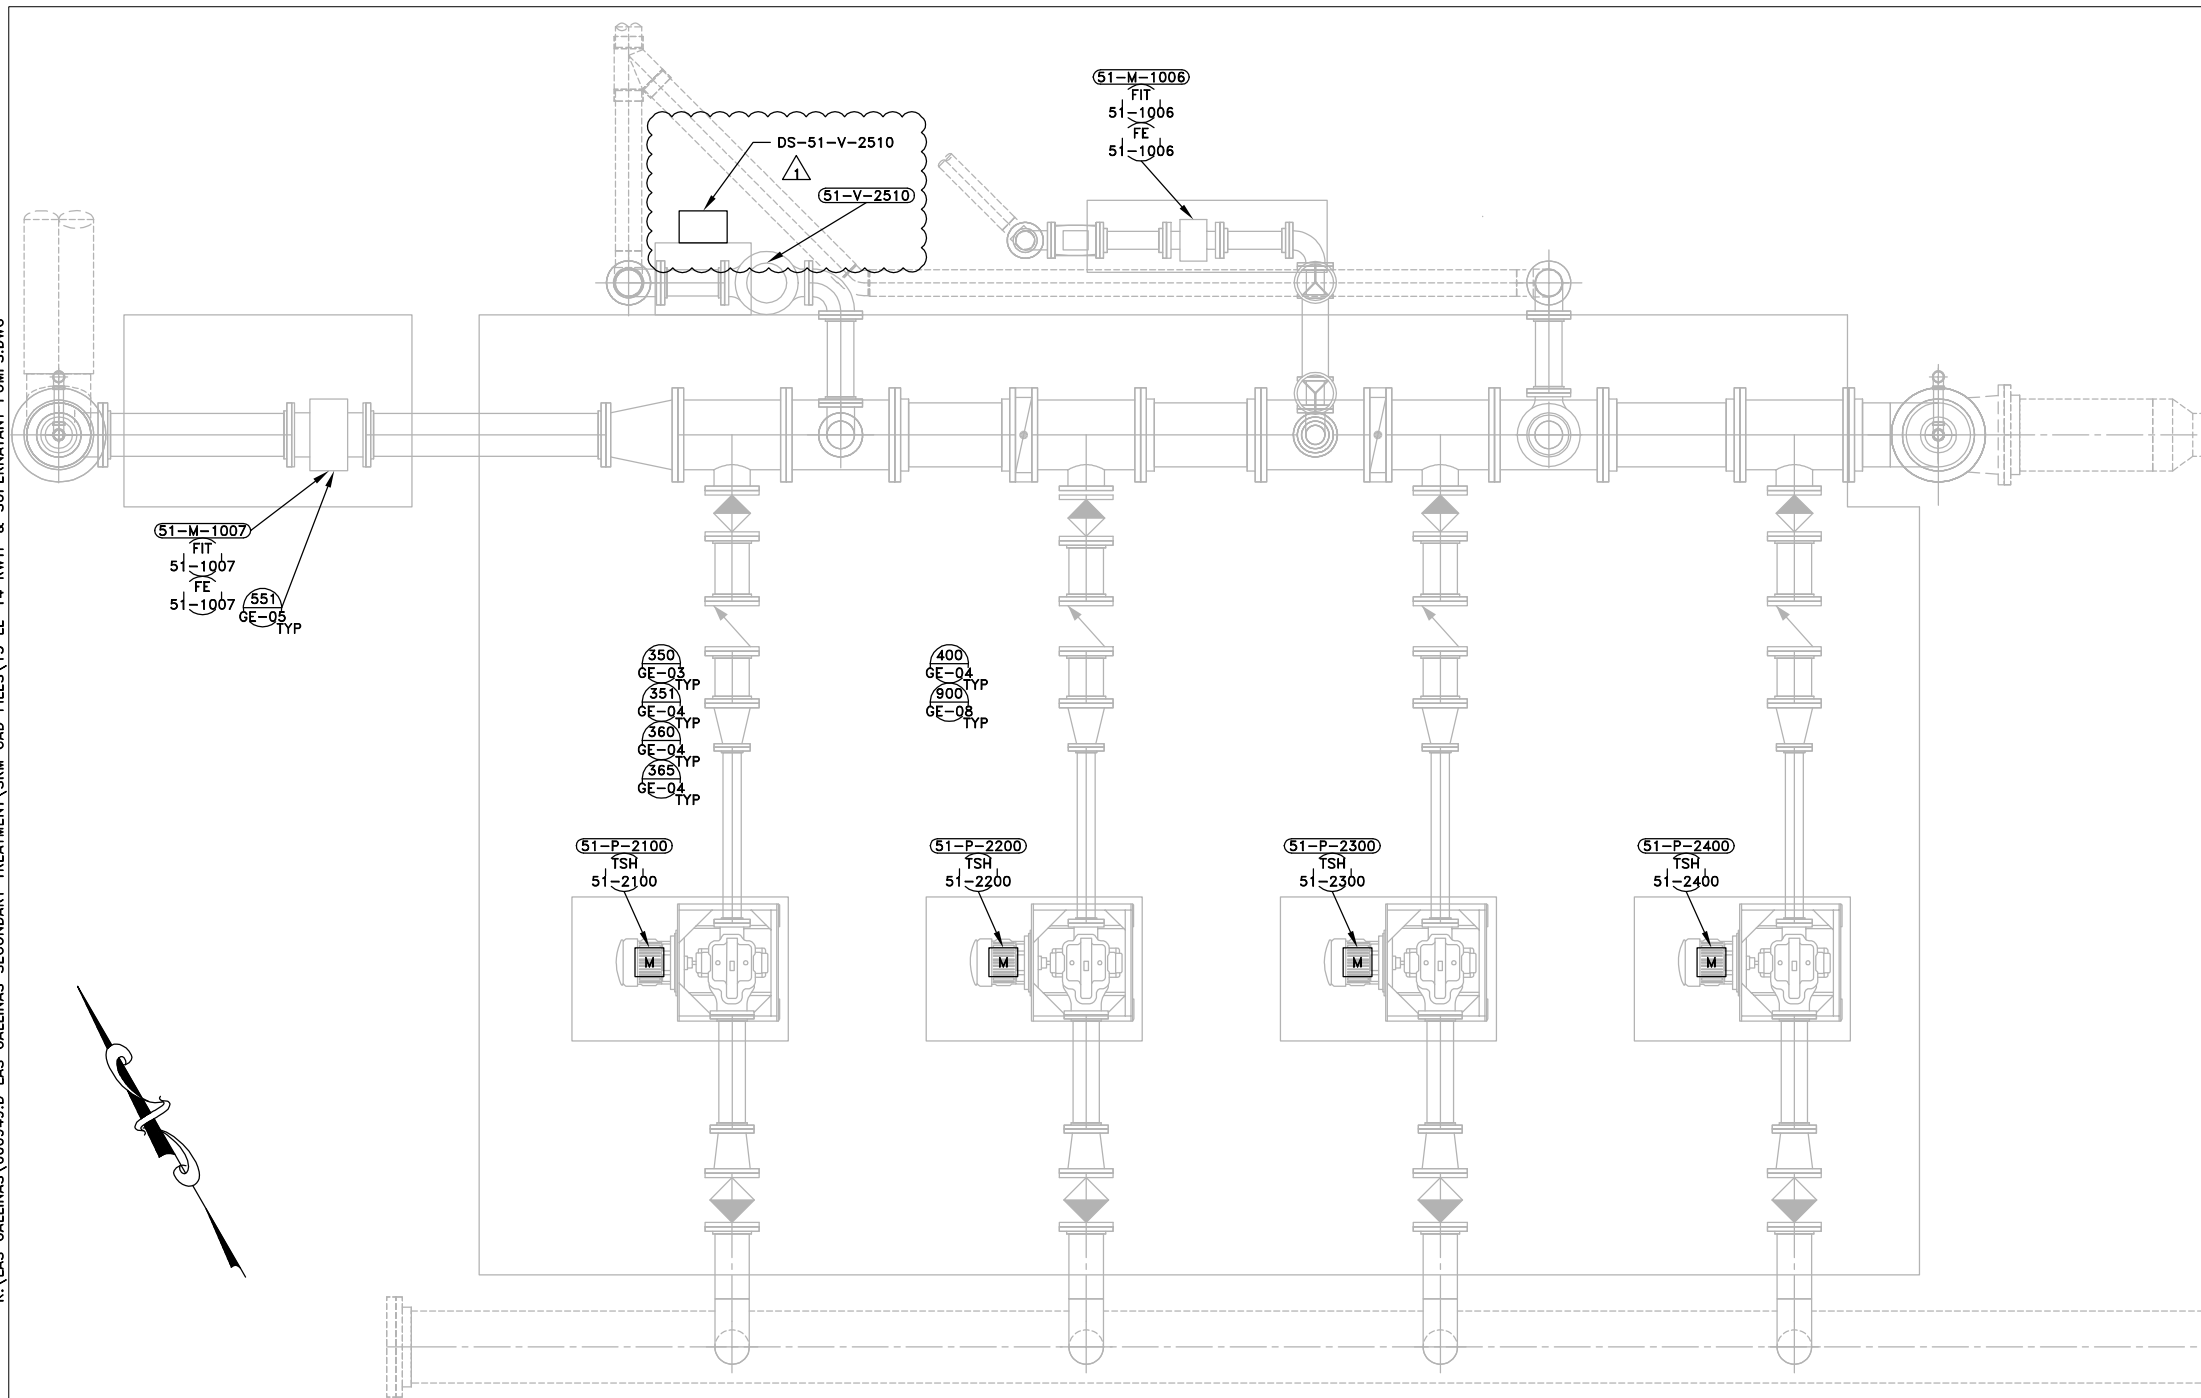 51-M-1006
FIT
51-1006
FE
51-1006
DS-51-V-2510
1
51-V-2510
51-M-1007
FIT
51-1007
FE
51-1007
551
GE-05
TYP
350
GE-03
TYP
351
GE-04
TYP
360
GE-04
TYP
365
GE-04
TYP
400
GE-04
TYP
900
GE-08
TYP
51-P-2100
TSH
51-2100
M
51-P-2200
TSH
51-2200
M
51-P-2300
TSH
51-2300
M
51-P-2400
TSH
51-2400
M